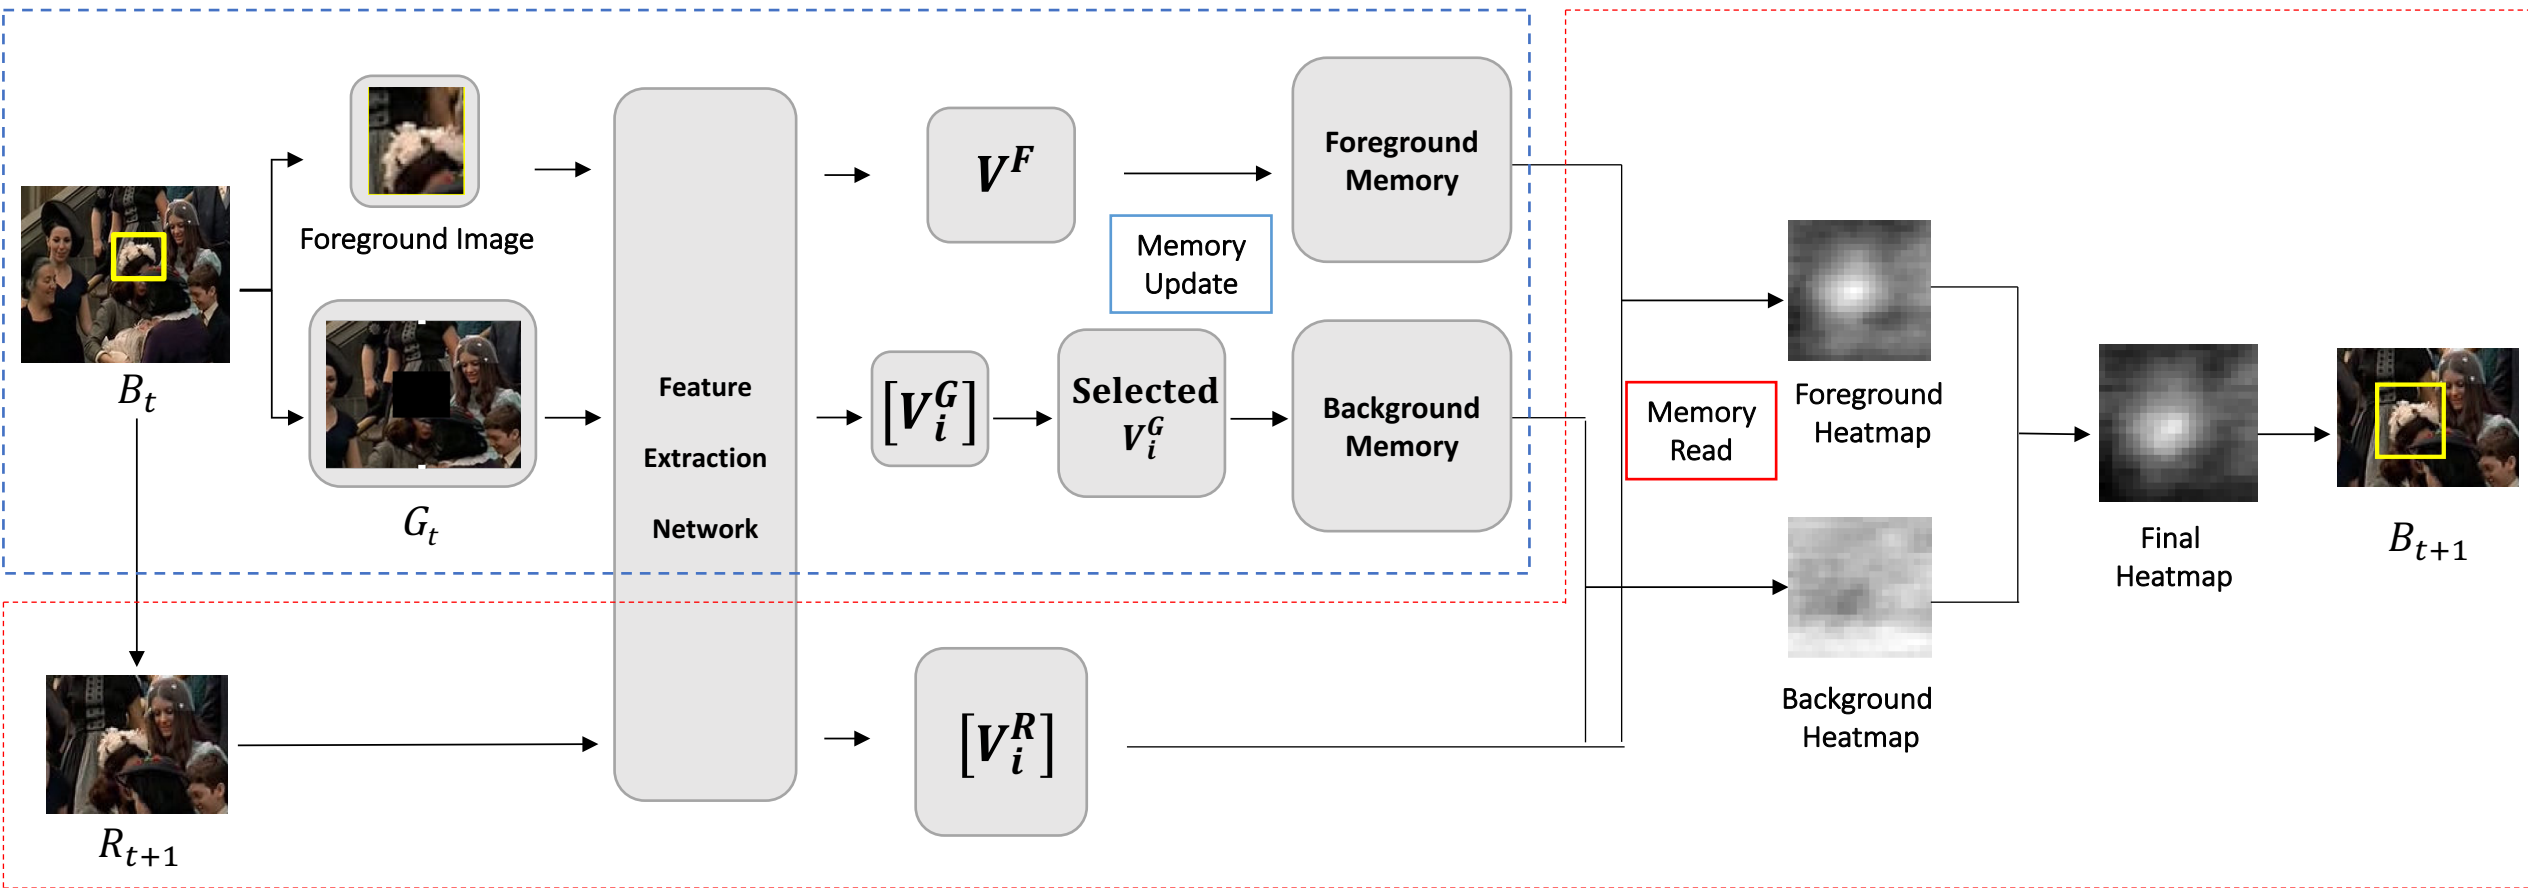 Foreground Image
B_t
G_t
R_{t+1}
Feature
Extraction
Network
V^F
[V_i^G]
Selected
V_i^G
[V_i^R]
Memory
Update
Foreground
Memory
Background
Memory
Memory
Read
Foreground
Heatmap
Background
Heatmap
Final
Heatmap
B_{t+1}